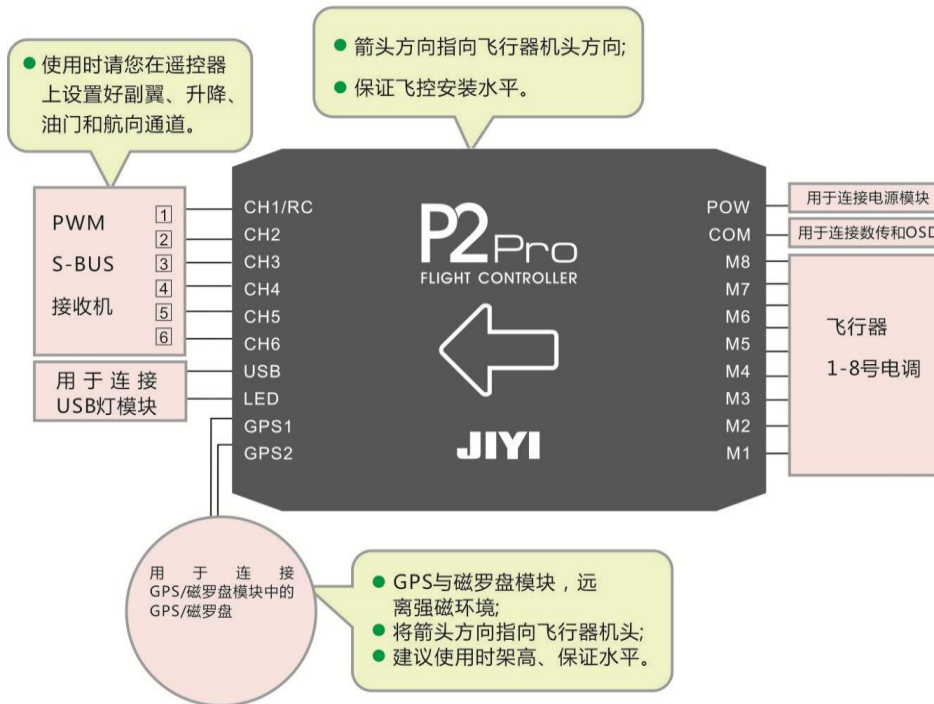 使用时请您在遥控器
上设置好副翼、升降、
油门和航向通道。
箭头方向指向飞行器机头方向;
保证飞控安装水平。
PWM
S-BUS
接收机
1
2
3
4
5
6
用于连接
USB灯模块
CH1/RC
CH2
CH3
CH4
CH5
CH6
USB
LED
GPS1
GPS2
P2Pro
FLIGHT CONTROLLER
JIYI
POW
COM
M8
M7
M6
M5
M4
M3
M2
M1
用于连接电源模块
用于连接数传和OSD
飞行器
1-8号电调
用于连接
GPS/磁罗盘模块中的
GPS/磁罗盘
GPS与磁罗盘模块，远
离强磁环境;
将箭头方向指向飞行器机头;
建议使用时架高、保证水平。